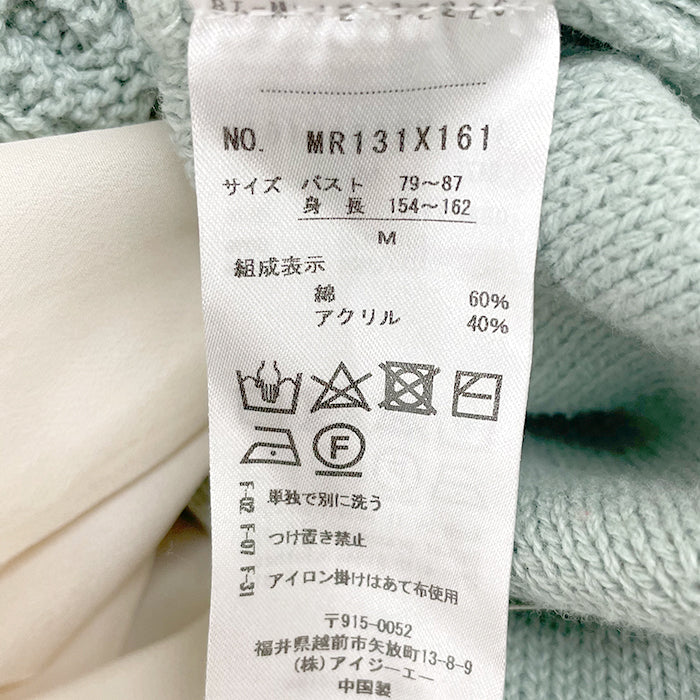 NO. MR131X161
サイズ バスト 79～87
身長 154～162
M
組成表示
綿 60%
アクリル 40%
F
F-02 単独で別に洗う
F-07 つけ置き禁止
F-31 アイロン掛けはあて布使用
〒915-0052
福井県越前市矢放町13-8-9
(株)アイジーエー
中国製